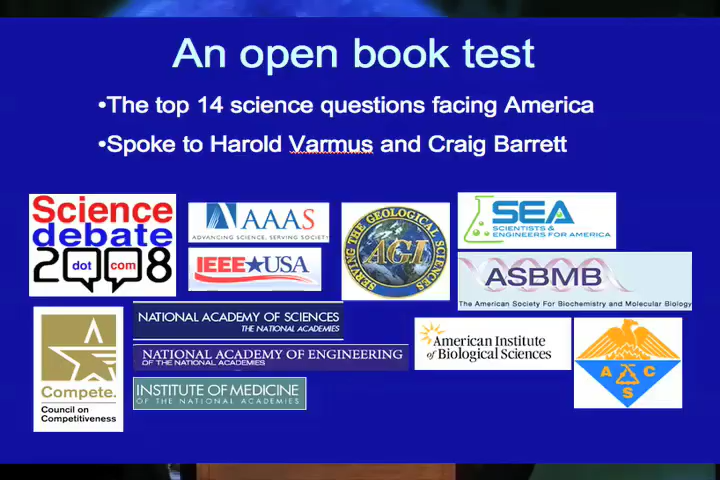 An open book test
•The top 14 science questions facing America
•Spoke to Harold Varmus and Craig Barrett
Science
debate
2008
dot com
AAAS
ADVANCING SCIENCE, SERVING SOCIETY
IEEE★USA
SERVING THE GEOLOGICAL SCIENCES
AGI
SEA
SCIENTISTS &
ENGINEERS FOR AMERICA
ASBMB
The American Society For Biochemistry and Molecular Biology
Compete.
Council on
Competitiveness
NATIONAL ACADEMY OF SCIENCES
THE NATIONAL ACADEMIES
NATIONAL ACADEMY OF ENGINEERING
OF THE NATIONAL ACADEMIES
INSTITUTE OF MEDICINE
OF THE NATIONAL ACADEMIES
American Institute
of Biological Sciences
A C
S